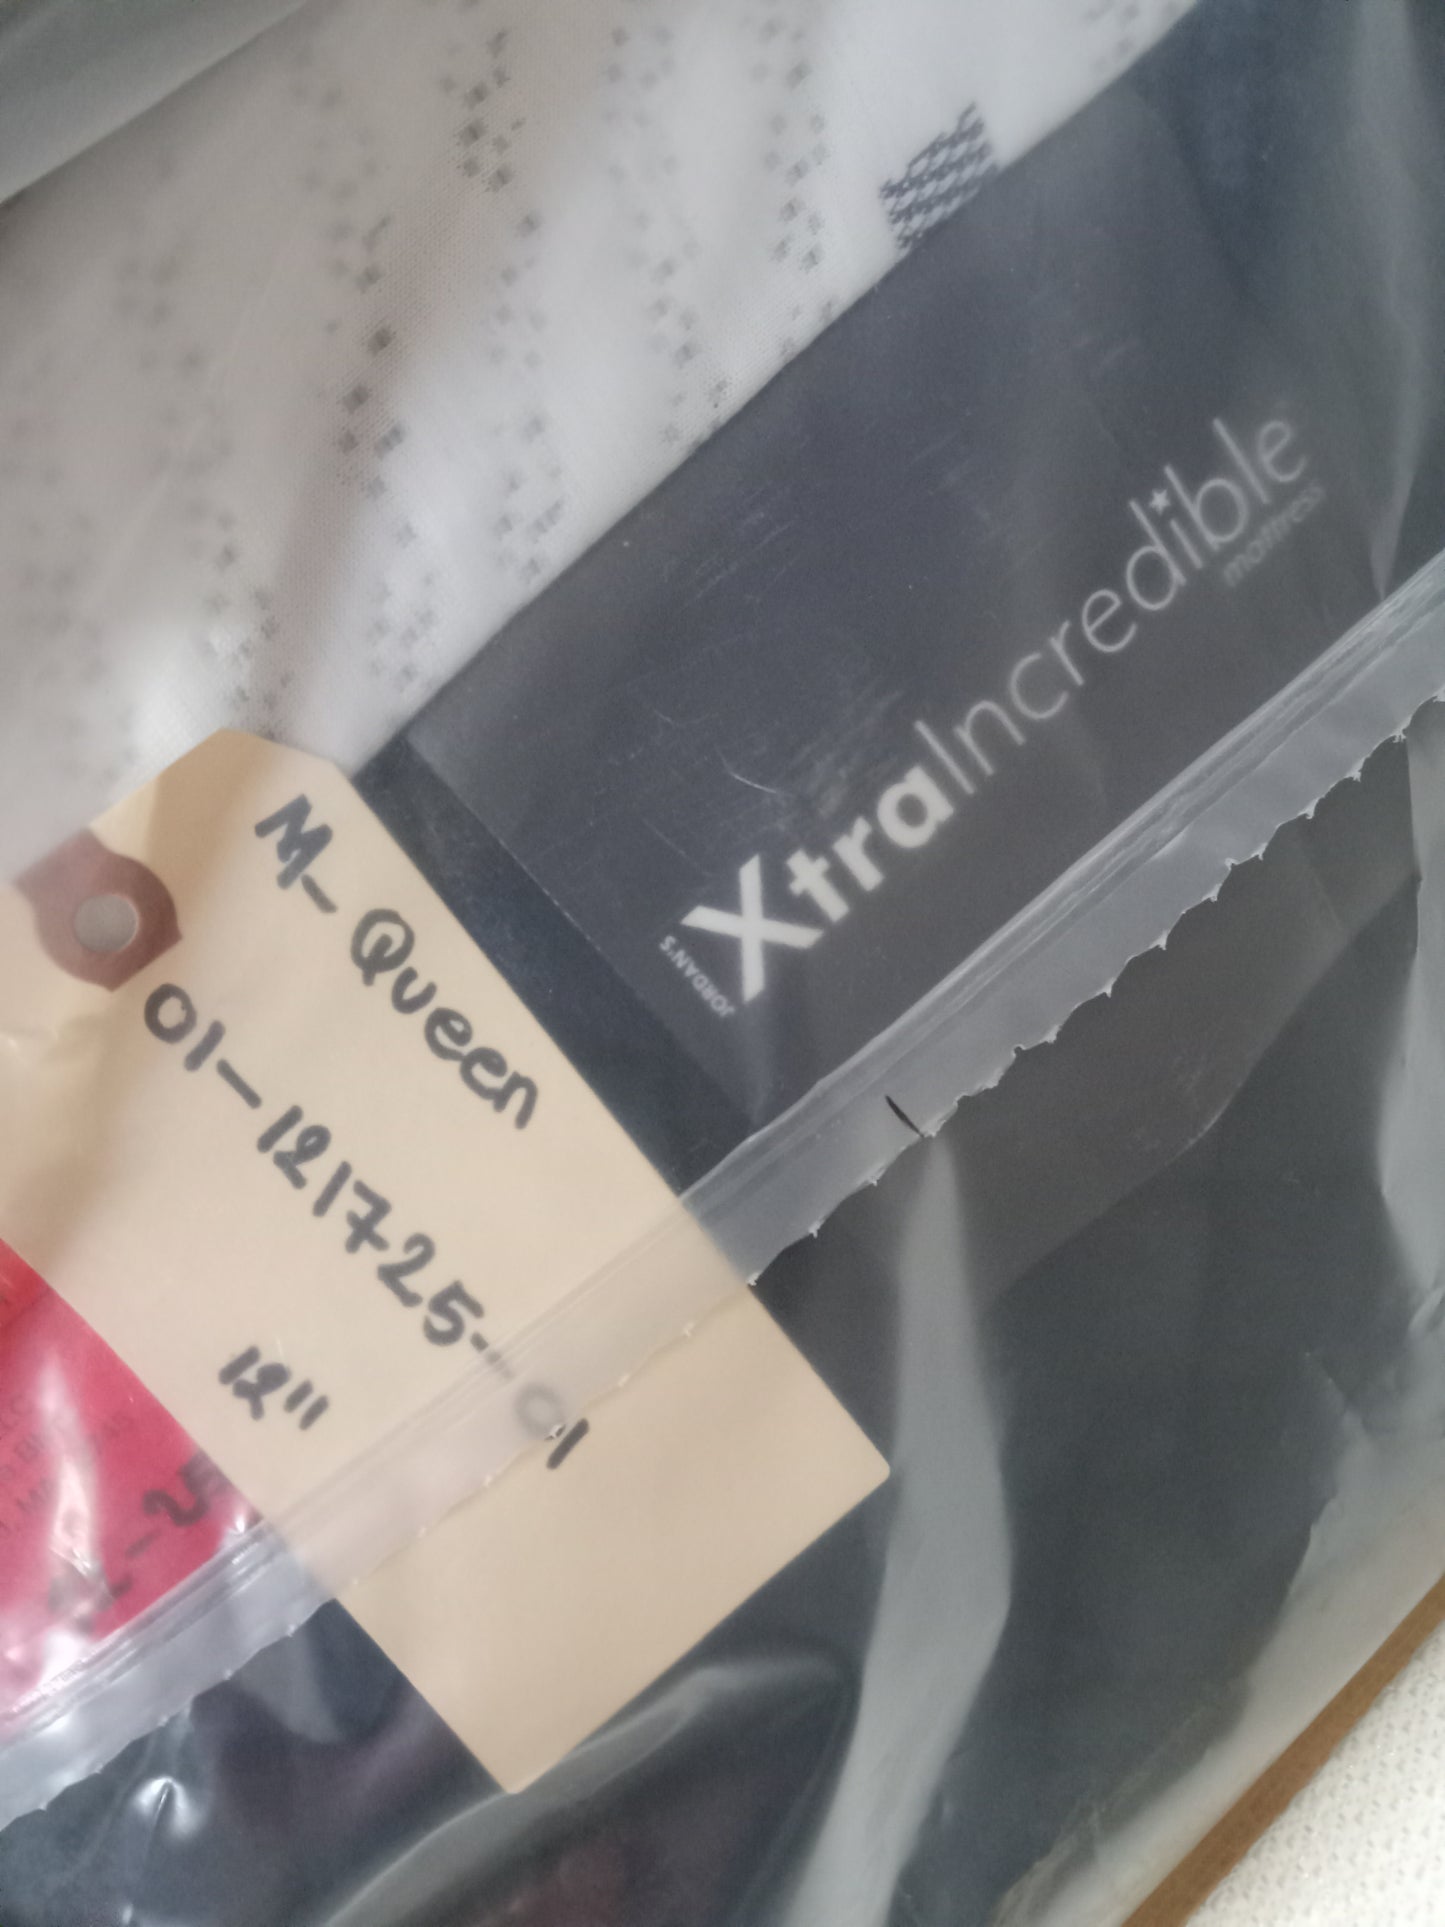 JORDAN'S
XtraIncredible
mattress
M-Queen
01-121725-01
12"